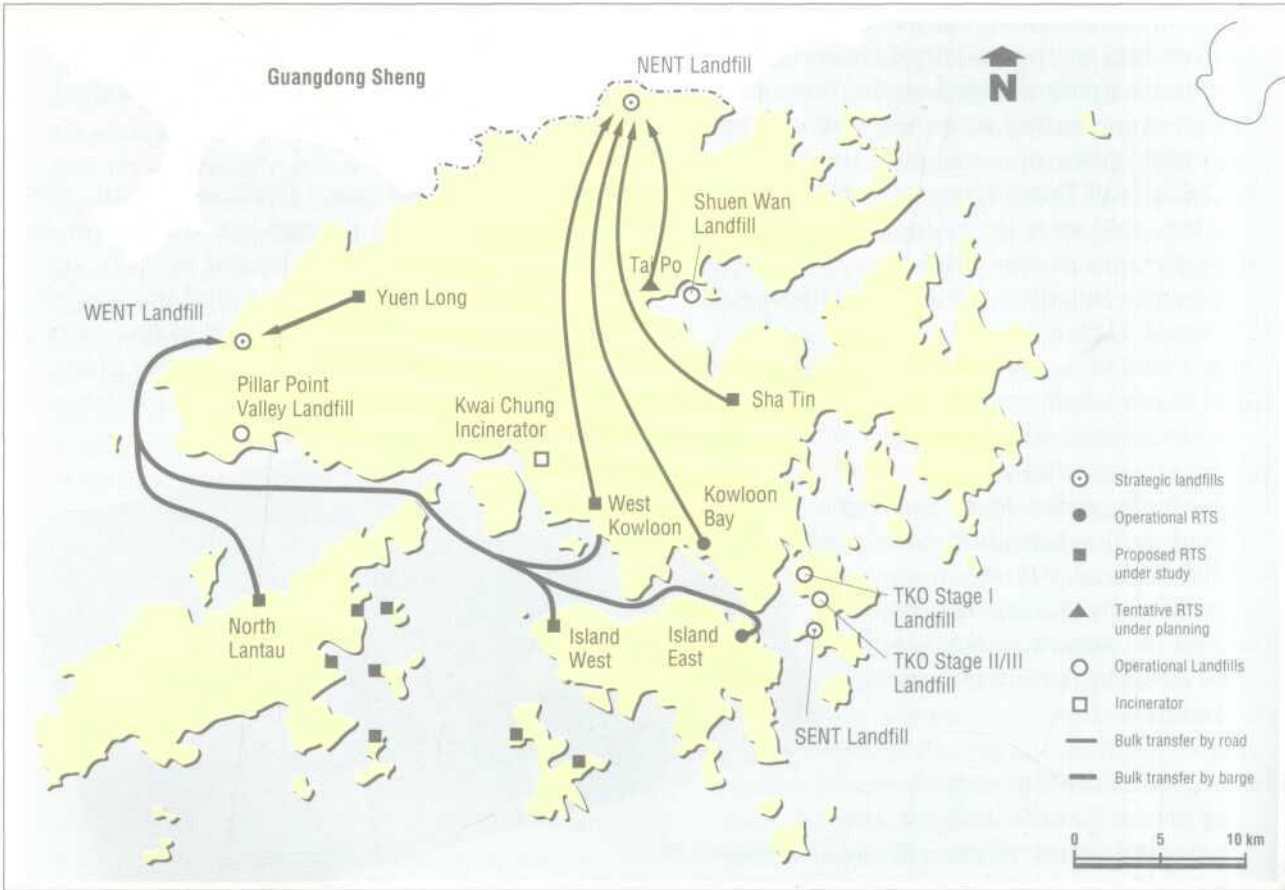 Guangdong Sheng
NENT Landfill
N
Shuen Wan
Landfill
Tai Po
Yuen Long
WENT Landfill
Pillar Point
Valley Landfill
Kwai Chung
Incinerator
Sha Tin
West
Kowloon
Kowloon
Bay
North
Lantau
Island
West
Island
East
TKO Stage I
Landfill
TKO Stage II/III
Landfill
SENT Landfill
Strategic landfills
Operational RTS
Proposed RTS
under study
Tentative RTS
under planning
Operational Landfills
Incinerator
Bulk transfer by road
Bulk transfer by barge
0 5 10 km